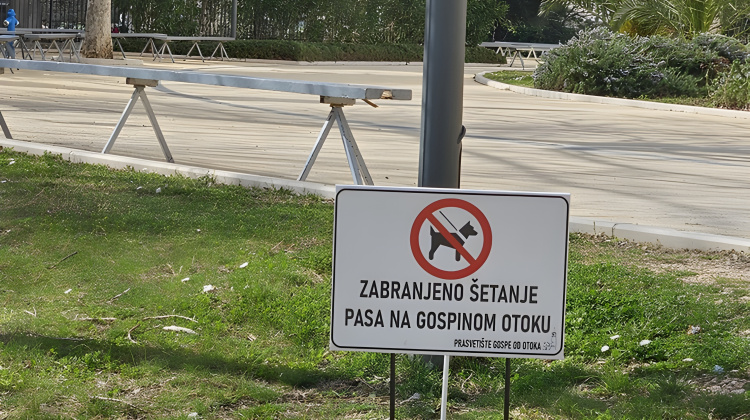 ZABRANJENO ŠETANJE
PASA NA GOSPINOM OTOKU
PRASVETIŠTE GOSPE OD OTOKA